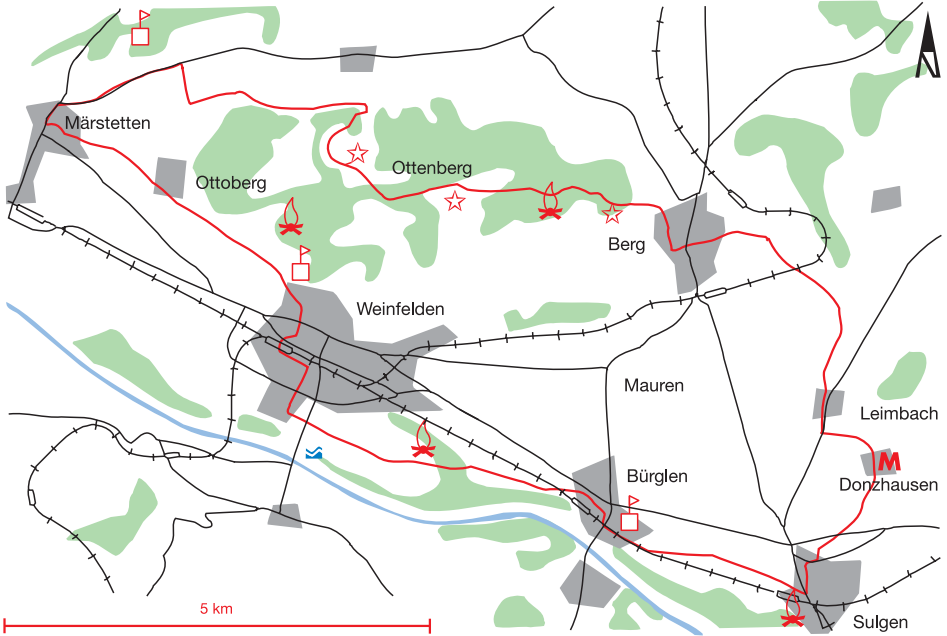 Märstetten
Ottoberg
Ottenberg
Berg
Weinfelden
Mauren
Leimbach
M
Donzhausen
Bürglen
5 km
Sulgen